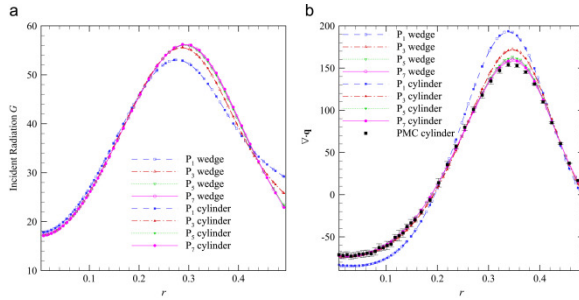 a
60
50
40
30
20
10
Incident Radiation G
P₁ wedge
P₃ wedge
P₅ wedge
P₇ wedge
P₁ cylinder
P₃ cylinder
P₅ cylinder
P₇ cylinder
0.1 0.2 0.3 0.4
r
b
200
150
100
50
0
-50
∇·q
P₁ wedge
P₃ wedge
P₅ wedge
P₇ wedge
P₁ cylinder
P₃ cylinder
P₅ cylinder
P₇ cylinder
PMC cylinder
0.1 0.2 0.3 0.4
r